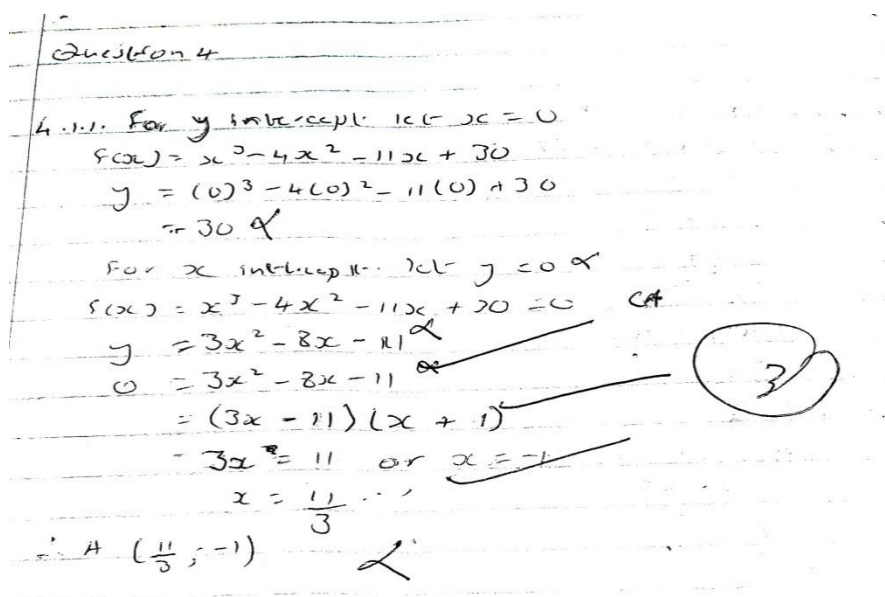 Question 4
4.1.1. For y intercept let x = 0
f(x) = x³ - 4x² - 11x + 30
y = (0)³ - 4(0)² - 11(0) + 30
= 30
For x intercept let y = 0
f(x) = x³ - 4x² - 11x + 30 = 0 CA
y = 3x² - 8x - 11
0 = 3x² - 8x - 11
= (3x - 11)(x + 1) 3
3x = 11 or x = -1
x = 11/3
∴ A (11/3 ; -1)